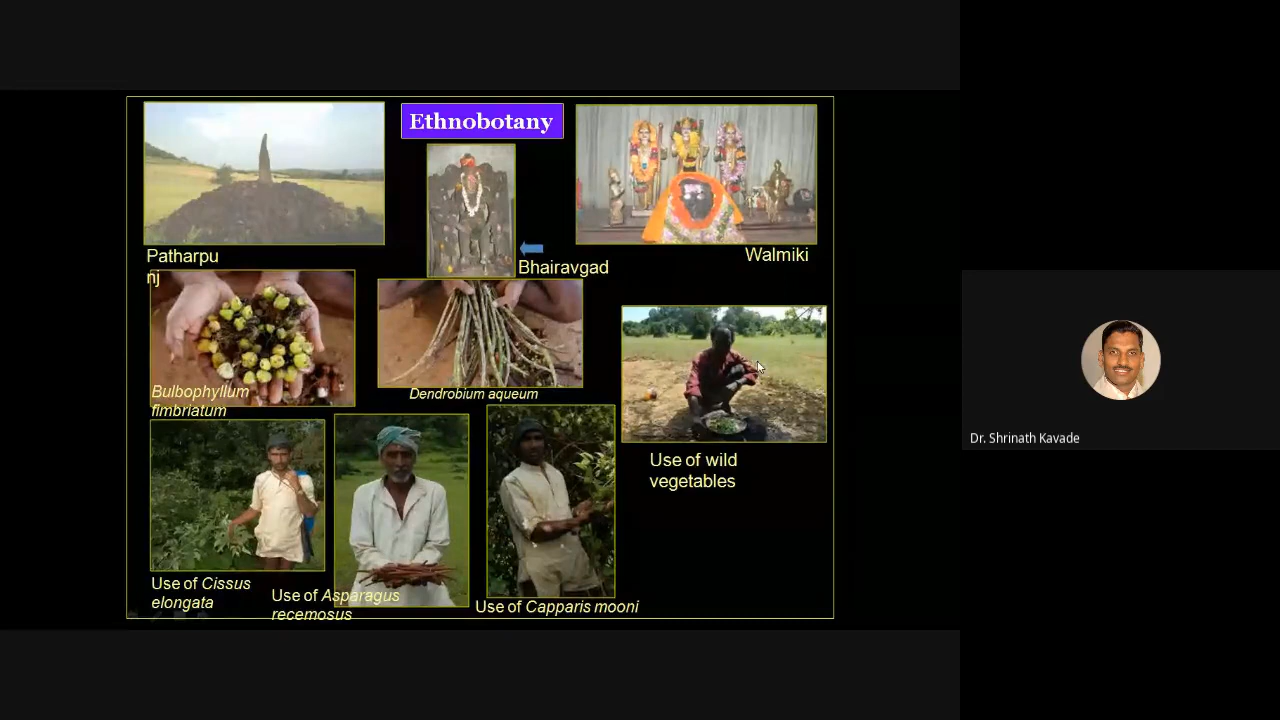 Ethnobotany
Patharpu
nj
Bhairavgad
Walmiki
Bulbophyllum
fimbriatum
Dendrobium aqueum
Use of wild
vegetables
Use of Cissus
elongata
Use of Asparagus
recemosus
Use of Capparis mooni
Dr. Shrinath Kavade